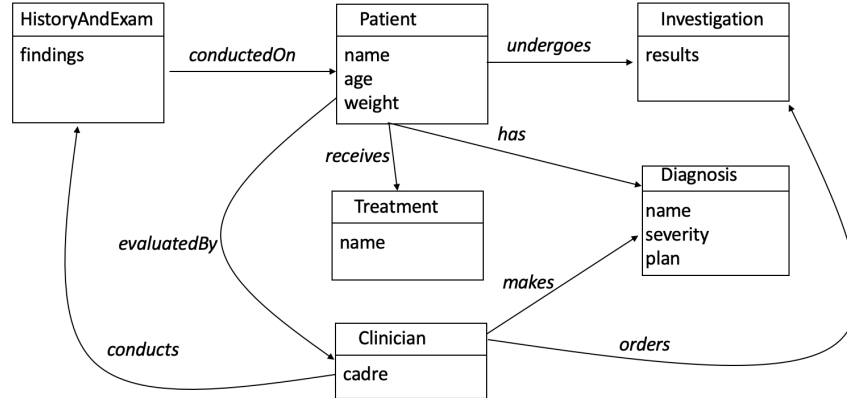 HistoryAndExam
findings
conductedOn
Patient
name
age
weight
undergoes
Investigation
results
receives
has
Treatment
name
Diagnosis
name
severity
plan
evaluatedBy
makes
conducts
Clinician
cadre
orders